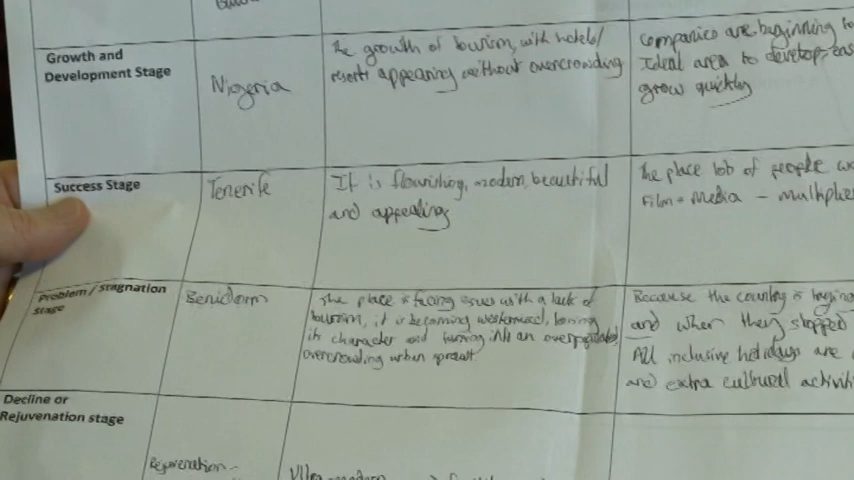 Growth and
Development Stage
Nigeria
The growth of tourism, with hotels/
resorts appearing without overcrowding
companies are beginning to
Ideal area to develop,
grow quickly
Success Stage
Tenerife
It is flourishing, modern, beautiful
and appealing
The place lots of people
Film + Media - multiplie
Problem / stagnation
stage
Benidorm
The place is facing issues with a lack of
tourism, it is becoming westernised, losing
its character and turning into an overpopulated,
overcrowding urban sprawl
Because the country is
and when they stopped
All inclusive holidays are
and extra cultural activiti
Decline or
Rejuvenation stage
Rejuvenation -